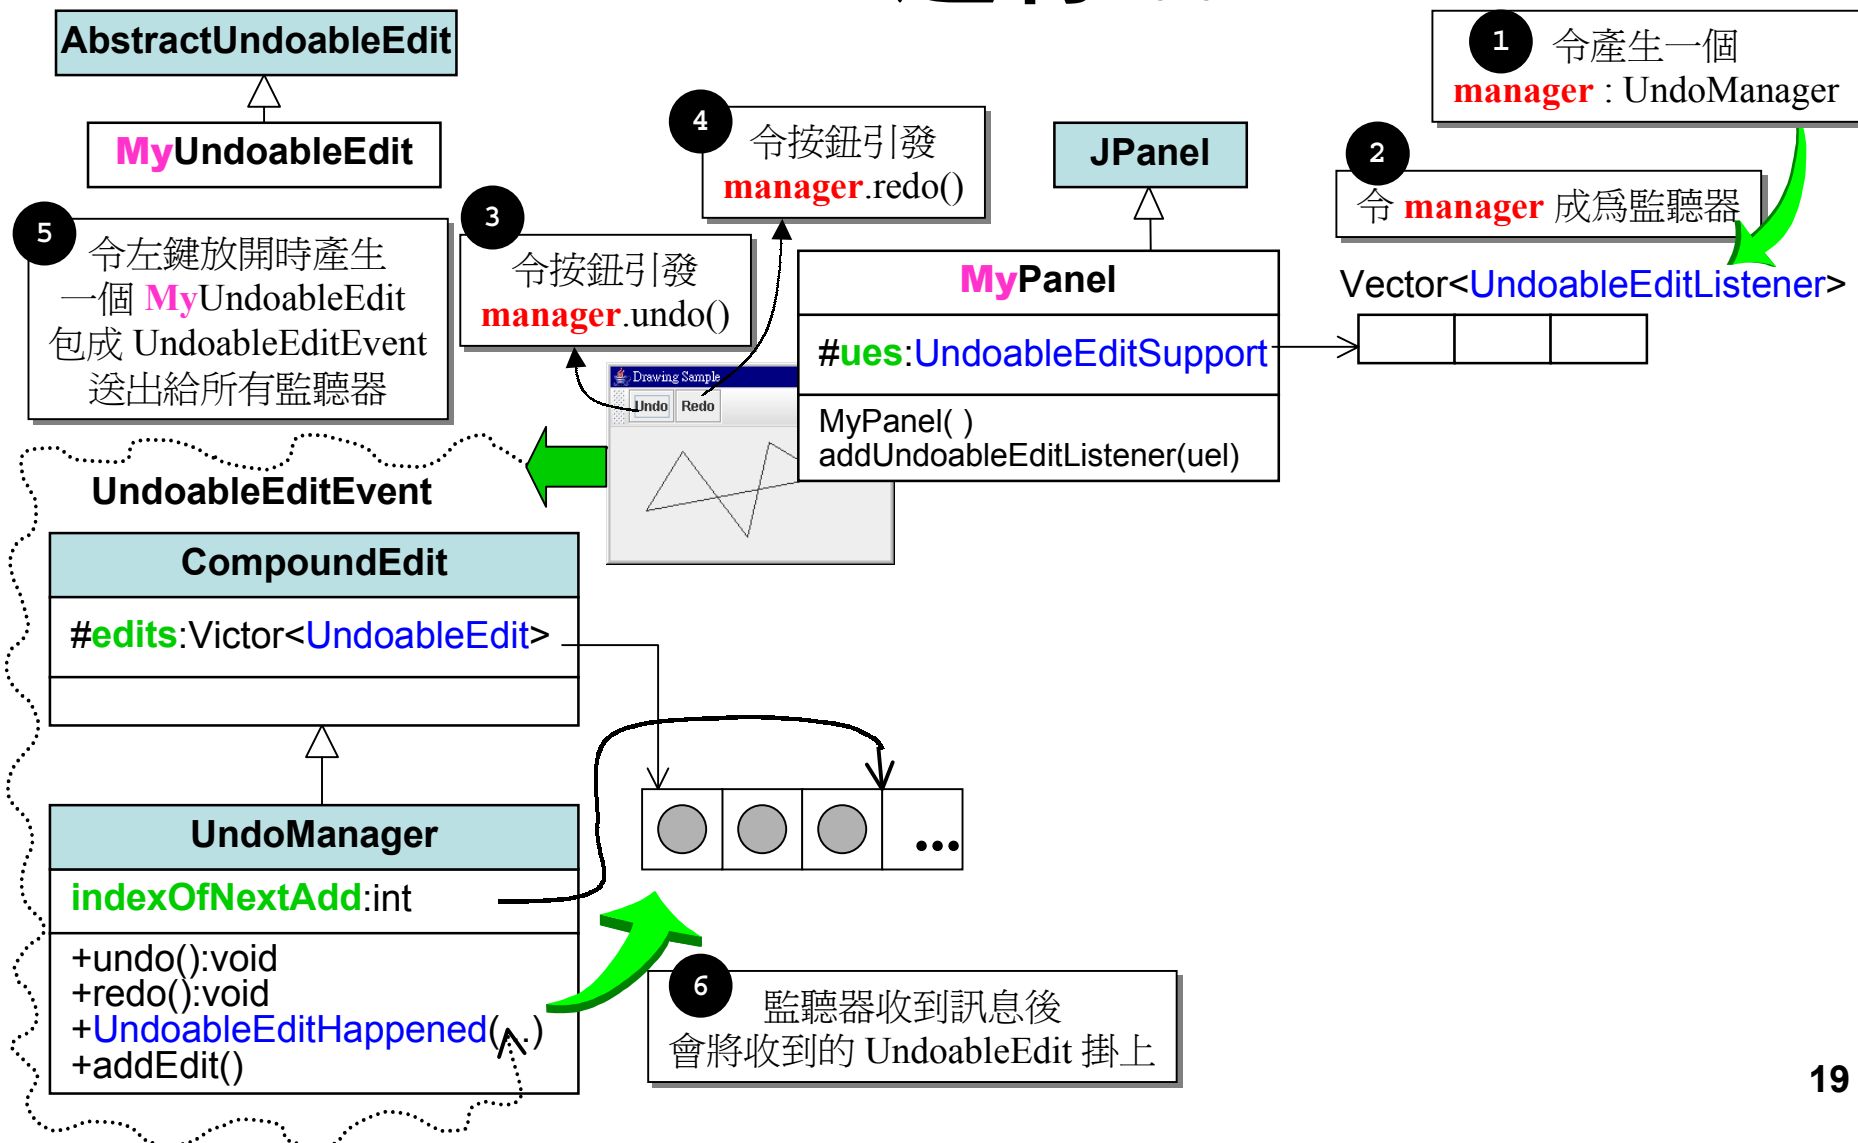 AbstractUndoableEdit
MyUndoableEdit
1
令產生一個
manager : UndoManager
2
令 manager 成為監聽器
Vector<UndoableEditListener>
4
令按鈕引發
manager.redo()
3
令按鈕引發
manager.undo()
5
令左鍵放開時產生
一個 MyUndoableEdit
包成 UndoableEditEvent
送出給所有監聽器
JPanel
MyPanel
#ues:UndoableEditSupport
MyPanel( )
addUndoableEditListener(uel)
Drawing Sample
Undo Redo
UndoableEditEvent
CompoundEdit
#edits:Victor<UndoableEdit>
UndoManager
indexOfNextAdd:int
+undo():void
+redo():void
+UndoableEditHappened(..)
+addEdit()
...
6
監聽器收到訊息後
會將收到的 UndoableEdit 掛上
19